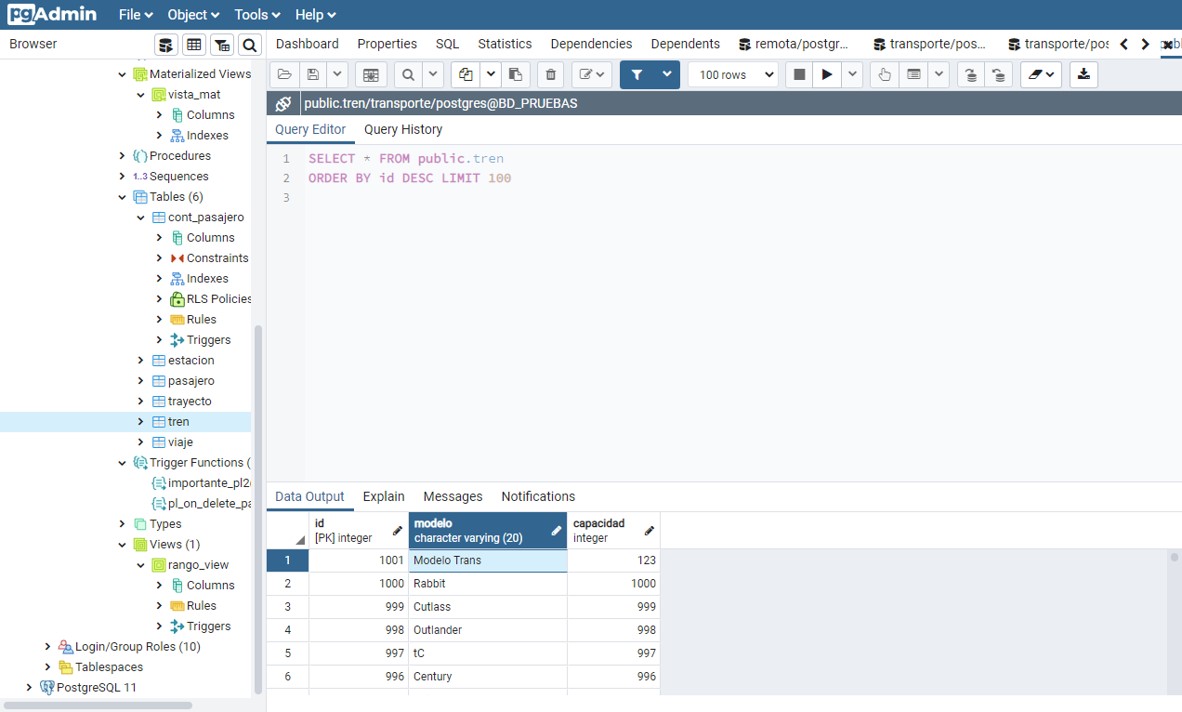 pgAdmin File Object Tools Help
Browser
Dashboard Properties SQL Statistics Dependencies Dependents remota/postgr... transporte/pos... transporte/pos
Materialized Views
vista_mat
Columns
Indexes
Procedures
1..3 Sequences
Tables (6)
cont_pasajero
Columns
Constraints
Indexes
RLS Policies
Rules
Triggers
estacion
pasajero
trayecto
tren
viaje
Trigger Functions (
importante_pl2
pl_on_delete_pa
Types
Views (1)
rango_view
Columns
Rules
Triggers
Login/Group Roles (10)
Tablespaces
PostgreSQL 11
100 rows
public.tren/transporte/postgres@BD_PRUEBAS
Query Editor Query History
1 SELECT * FROM public.tren
2 ORDER BY id DESC LIMIT 100
3
Data Output Explain Messages Notifications
id modelo capacidad
[PK] integer character varying (20) integer
1 1001 Modelo Trans 123
2 1000 Rabbit 1000
3 999 Cutlass 999
4 998 Outlander 998
5 997 tC 997
6 996 Century 996